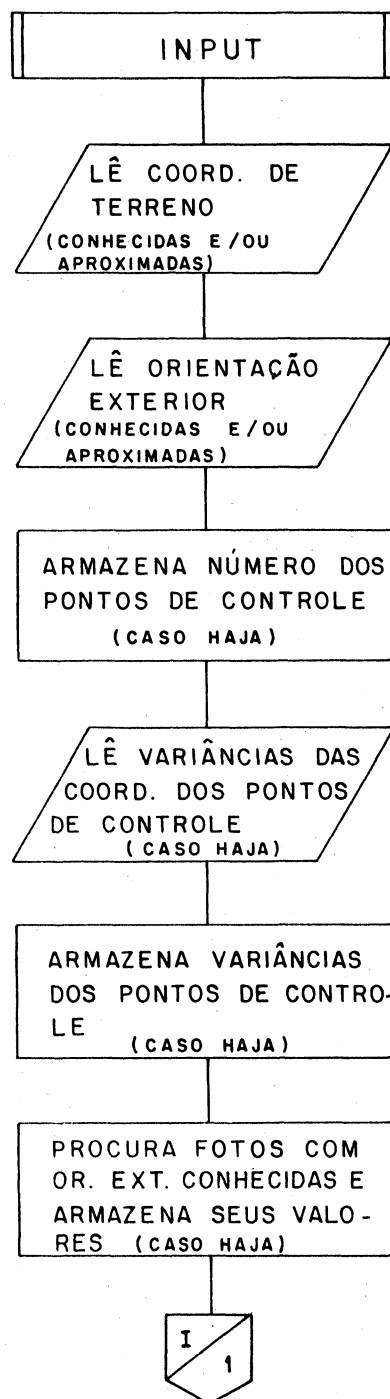 INPUT
LÊ COORD. DE
TERRENO
(CONHECIDAS E/OU
APROXIMADAS)
LÊ ORIENTAÇÃO
EXTERIOR
(CONHECIDAS E/OU
APROXIMADAS)
ARMAZENA NÚMERO DOS
PONTOS DE CONTROLE
(CASO HAJA)
LÊ VARIÂNCIAS DAS
COORD. DOS PONTOS
DE CONTROLE
(CASO HAJA)
ARMAZENA VARIÂNCIAS
DOS PONTOS DE CONTRO-
LE
(CASO HAJA)
PROCURA FOTOS COM
OR. EXT. CONHECIDAS E
ARMAZENA SEUS VALO-
RES (CASO HAJA)
I
1